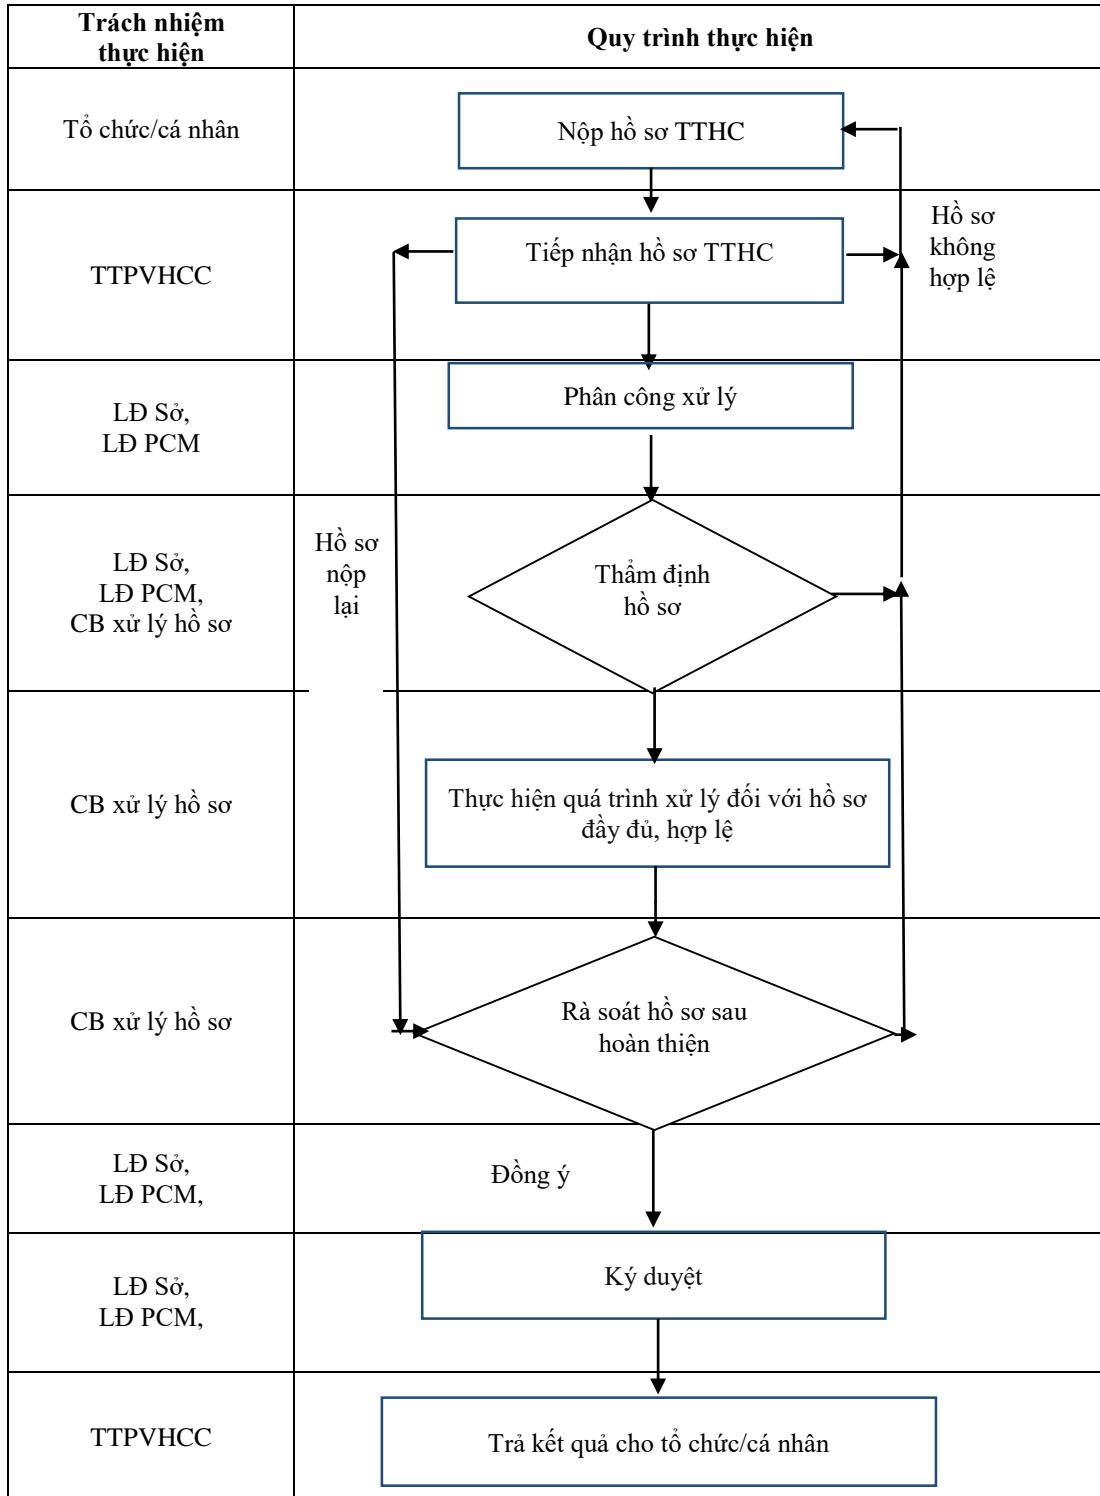 Trách nhiệm
thực hiện
Quy trình thực hiện
Tổ chức/cá nhân
Nộp hồ sơ TTHC
TTPVHCC
Tiếp nhận hồ sơ TTHC
Hồ sơ
không
hợp lệ
LĐ Sở,
LĐ PCM
Phân công xử lý
LĐ Sở,
LĐ PCM,
CB xử lý hồ sơ
Hồ sơ
nộp
lại
Thẩm định
hồ sơ
CB xử lý hồ sơ
Thực hiện quá trình xử lý đối với hồ sơ
đầy đủ, hợp lệ
CB xử lý hồ sơ
Rà soát hồ sơ sau
hoàn thiện
LĐ Sở,
LĐ PCM,
Đồng ý
LĐ Sở,
LĐ PCM,
Ký duyệt
TTPVHCC
Trả kết quả cho tổ chức/cá nhân